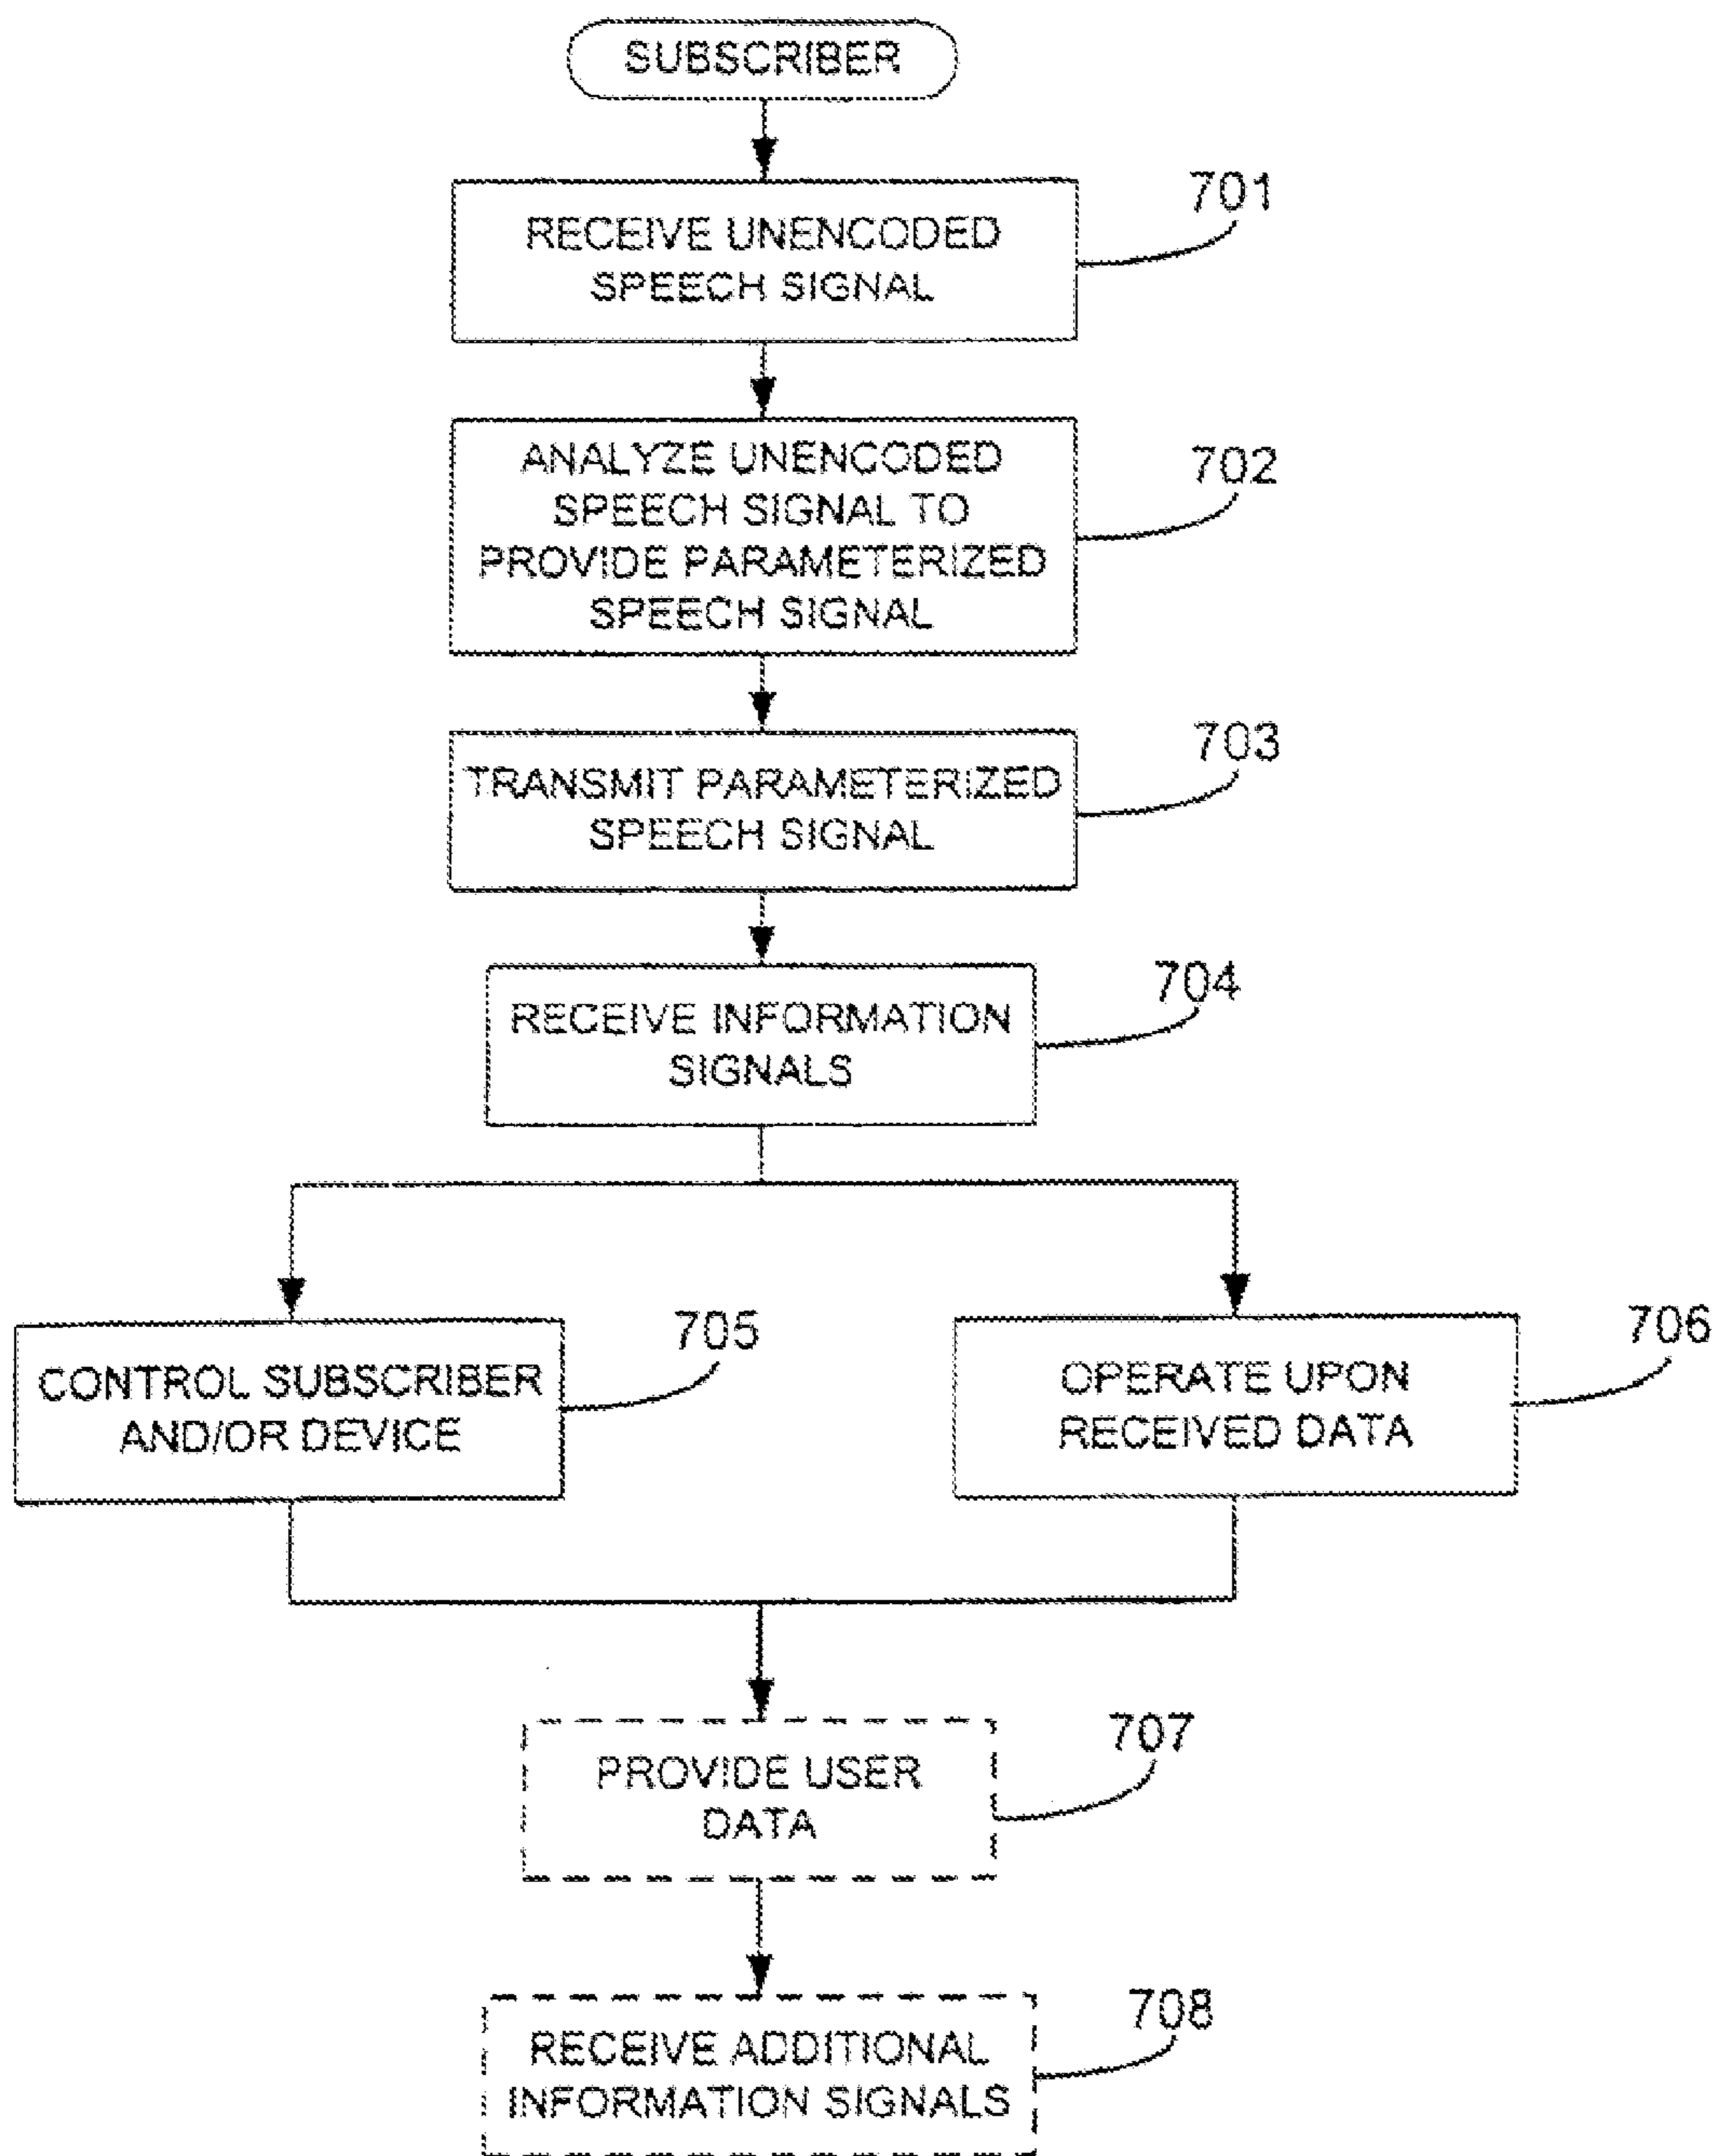 SUBSCRIBER
701
RECEIVE UNENCODED
SPEECH SIGNAL
702
ANALYZE UNENCODED
SPEECH SIGNAL TO
PROVIDE PARAMETERIZED
SPEECH SIGNAL
703
TRANSMIT PARAMETERIZED
SPEECH SIGNAL
704
RECEIVE INFORMATION
SIGNALS
705
CONTROL SUBSCRIBER
AND/OR DEVICE
706
OPERATE UPON
RECEIVED DATA
707
PROVIDE USER
DATA
708
RECEIVE ADDITIONAL
INFORMATION SIGNALS